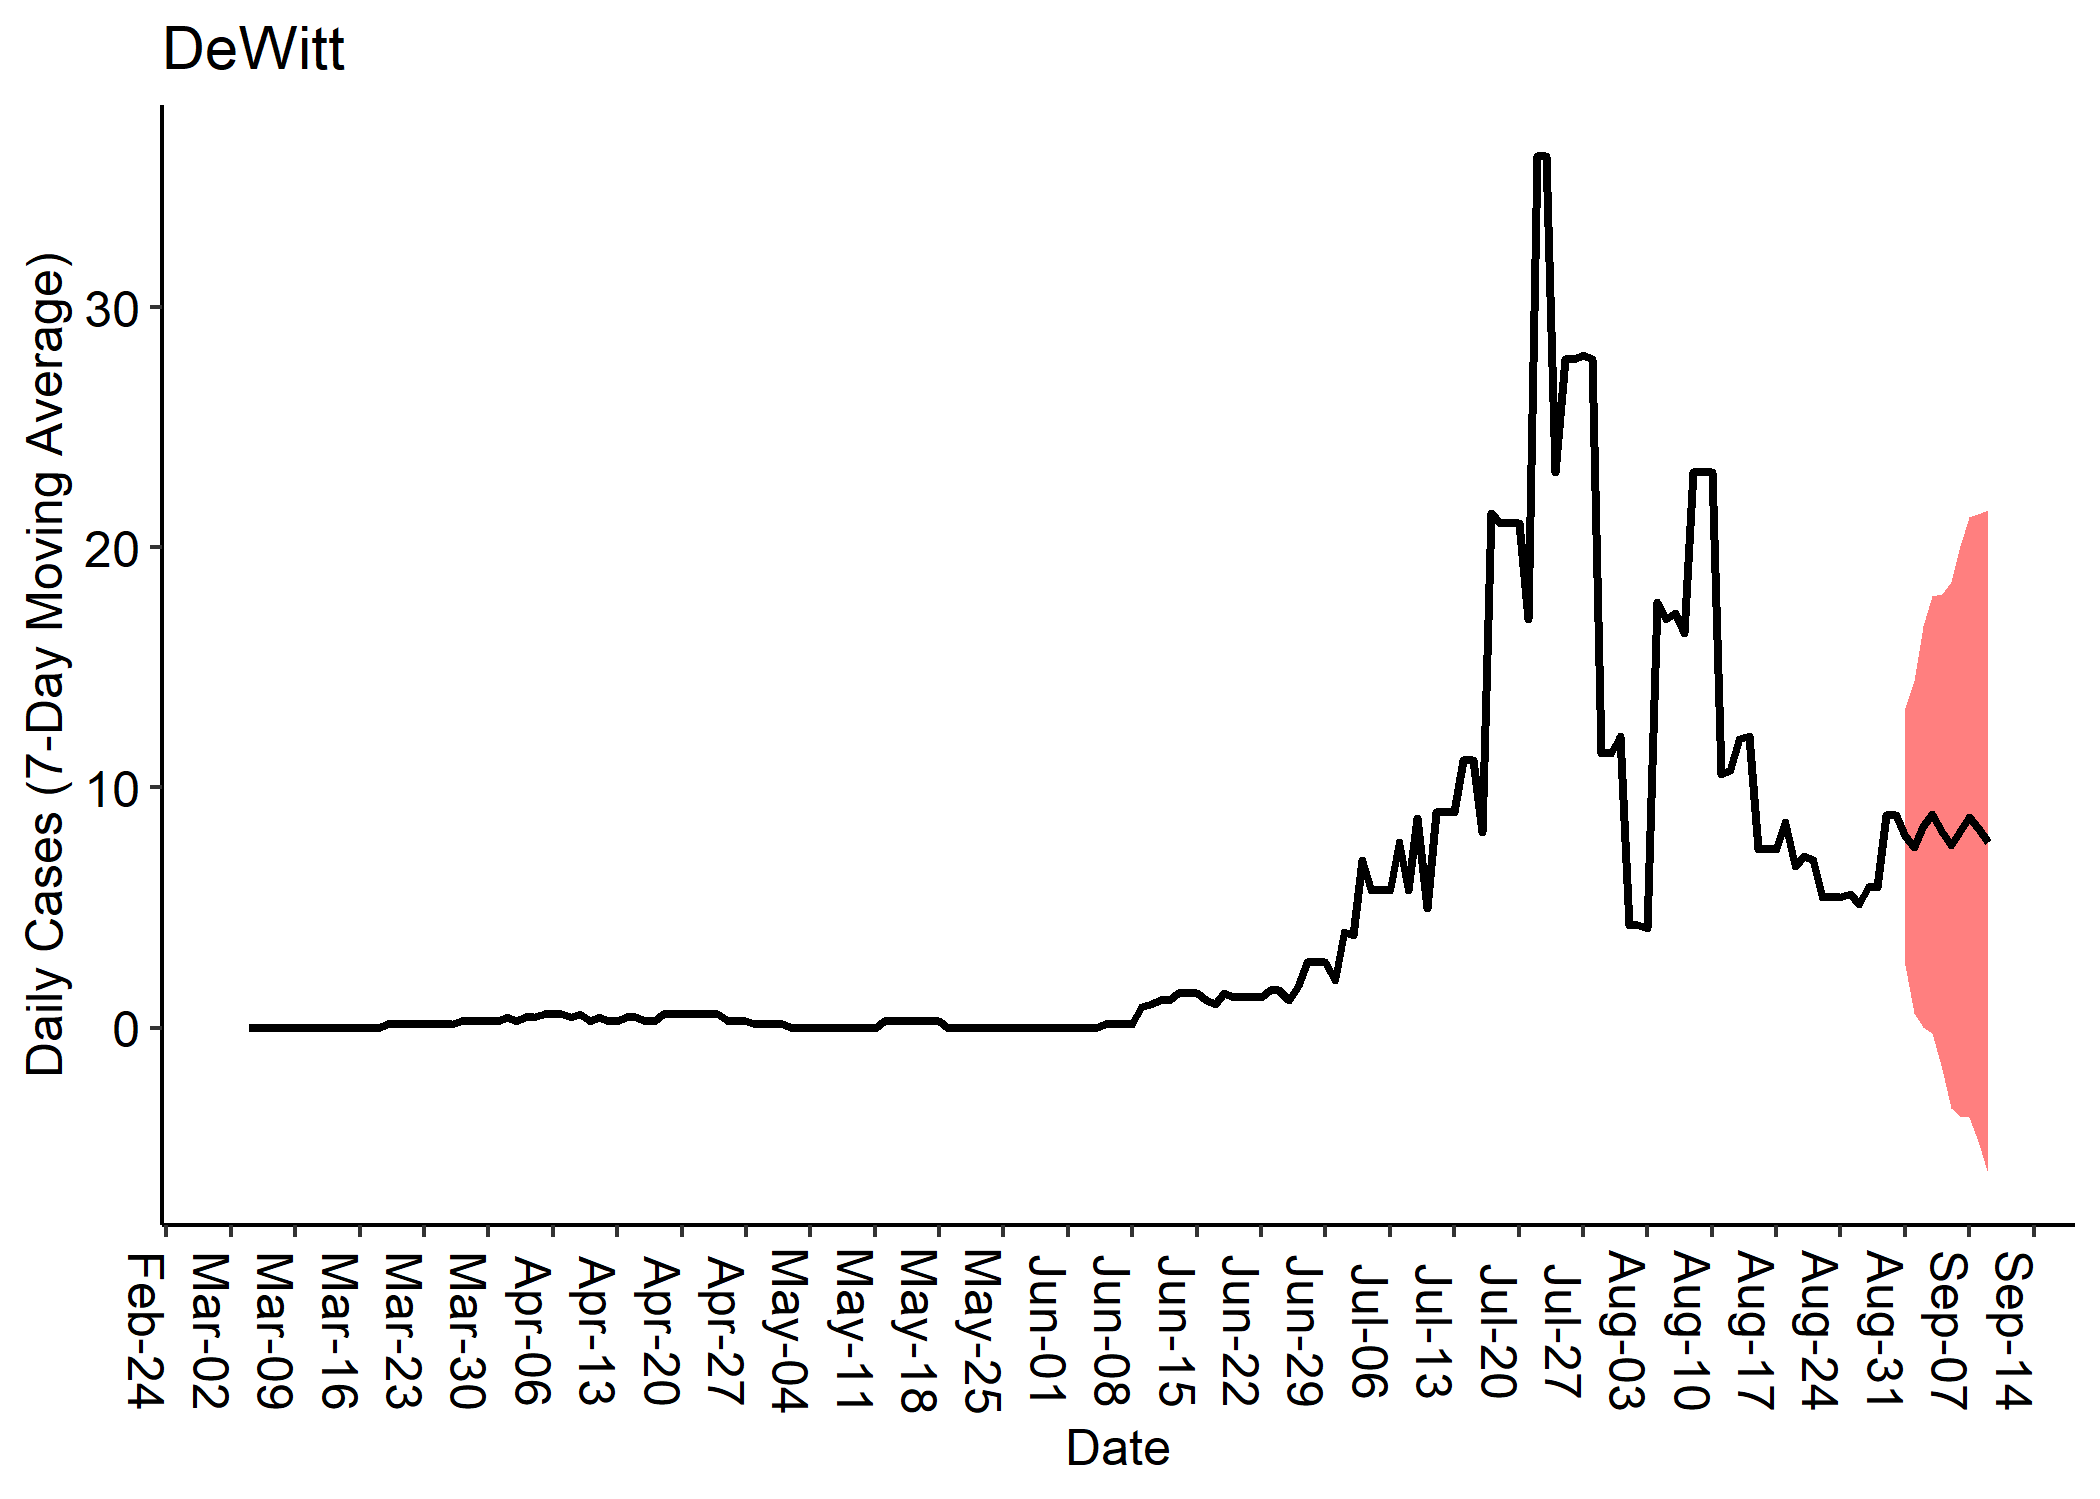 DeWitt
Daily Cases (7-Day Moving Average)
30
20
10
0
Feb-24
Mar-02
Mar-09
Mar-16
Mar-23
Mar-30
Apr-06
Apr-13
Apr-20
Apr-27
May-04
May-11
May-18
May-25
Jun-01
Jun-08
Jun-15
Jun-22
Jun-29
Jul-06
Jul-13
Jul-20
Jul-27
Aug-03
Aug-10
Aug-17
Aug-24
Aug-31
Sep-07
Sep-14
Date